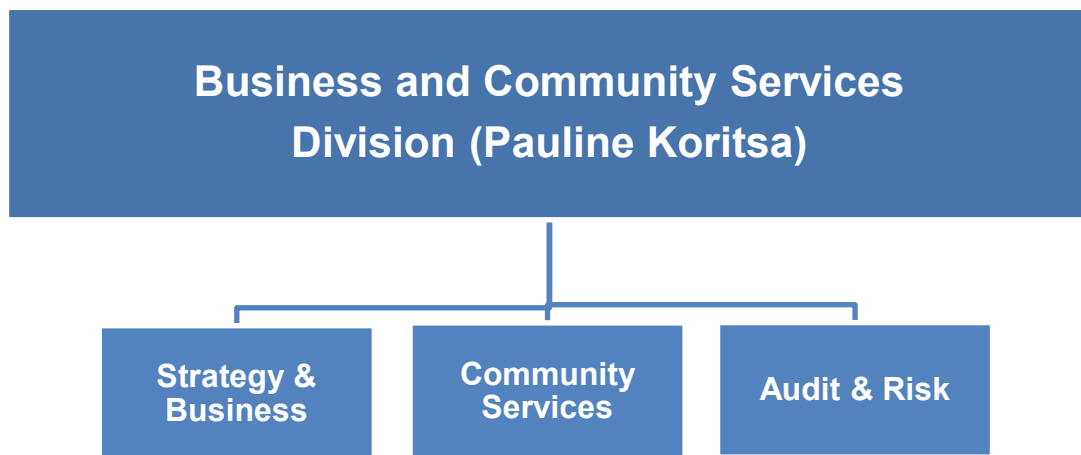 Business and Community Services
Division (Pauline Koritsa)
Strategy &
Business
Community
Services
Audit & Risk